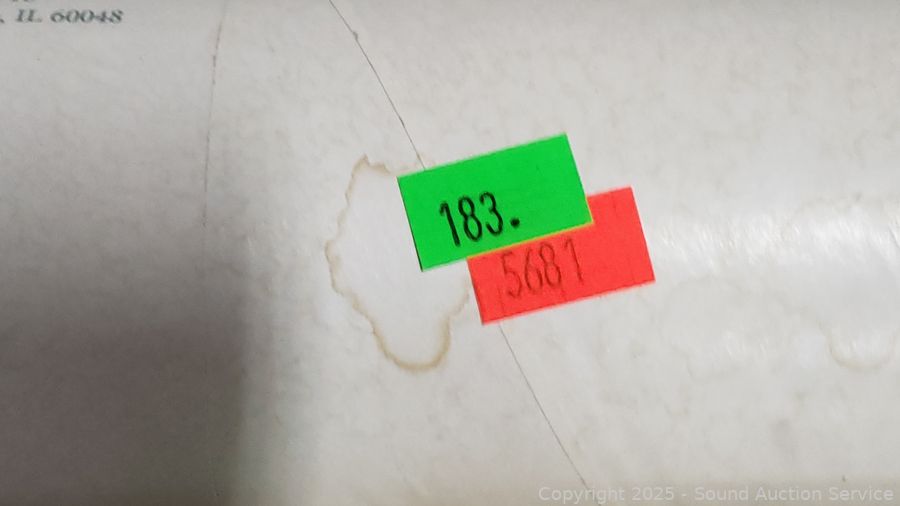 , IL 60048
183.
5681
Copyright 2025 - Sound Auction Service